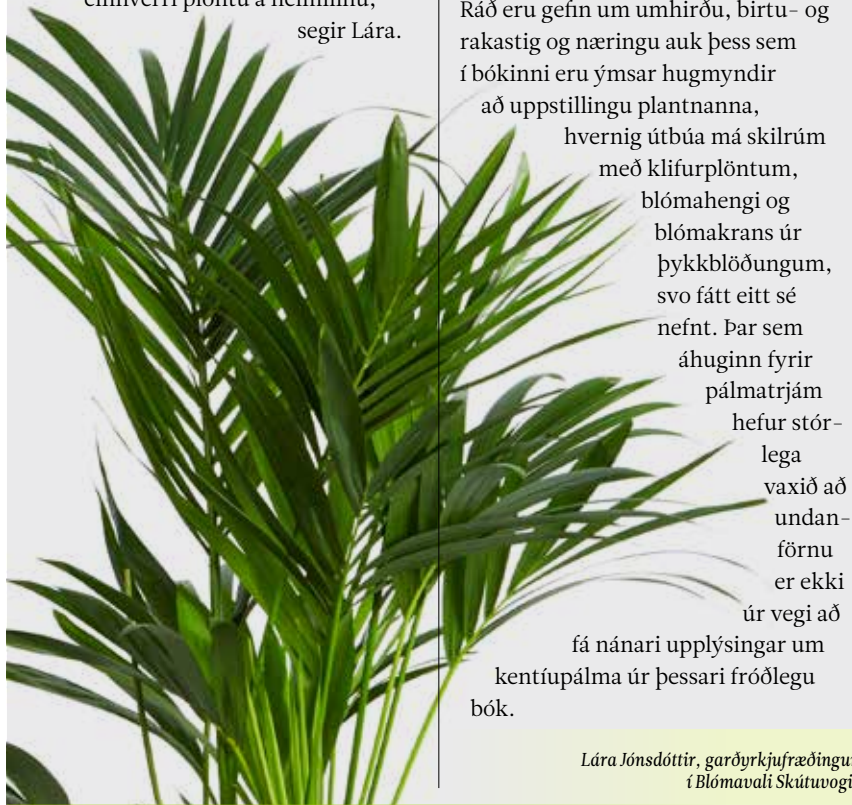 einhverri plöntu á heimilinu,
segir Lára.
Ráð eru gefin um umhirðu, birtu- og
rakastig og næringu auk þess sem
í bókinni eru ýmsar hugmyndir
að uppstillingu plantnanna,
hvernig útbúa má skilrúm
með klifurplöntum,
blómahengi og
blómakrans úr
þykkblöðungum,
svo fátt eitt sé
nefnt. Þar sem
áhuginn fyrir
pálmatrjám
hefur stór-
lega
vaxið að
undan-
förnu
er ekki
úr vegi að
fá nánari upplýsingar um
kentíupálma úr þessari fróðlegu
bók.
Lára Jónsdóttir, garðyrkjufræðingur
í Blómavali Skútuvogi